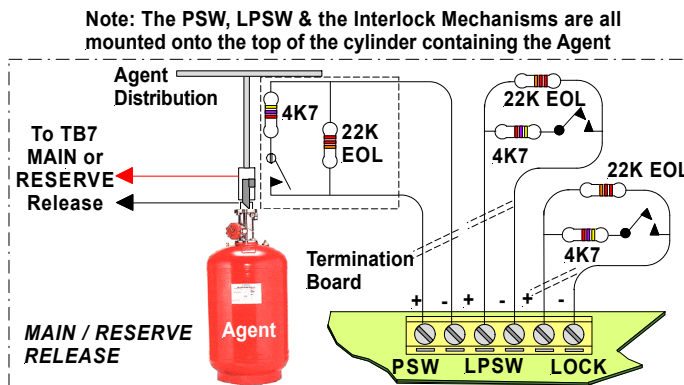 Note: The PSW, LPSW & the Interlock Mechanisms are all
mounted onto the top of the cylinder containing the Agent
Agent
Distribution
4K7
22K
EOL
22K EOL
4K7
22K EOL
4K7
To TB7
MAIN or
RESERVE
Release
Termination
Board
+ - + - + -
Agent
MAIN / RESERVE
RELEASE
PSW LPSW LOCK